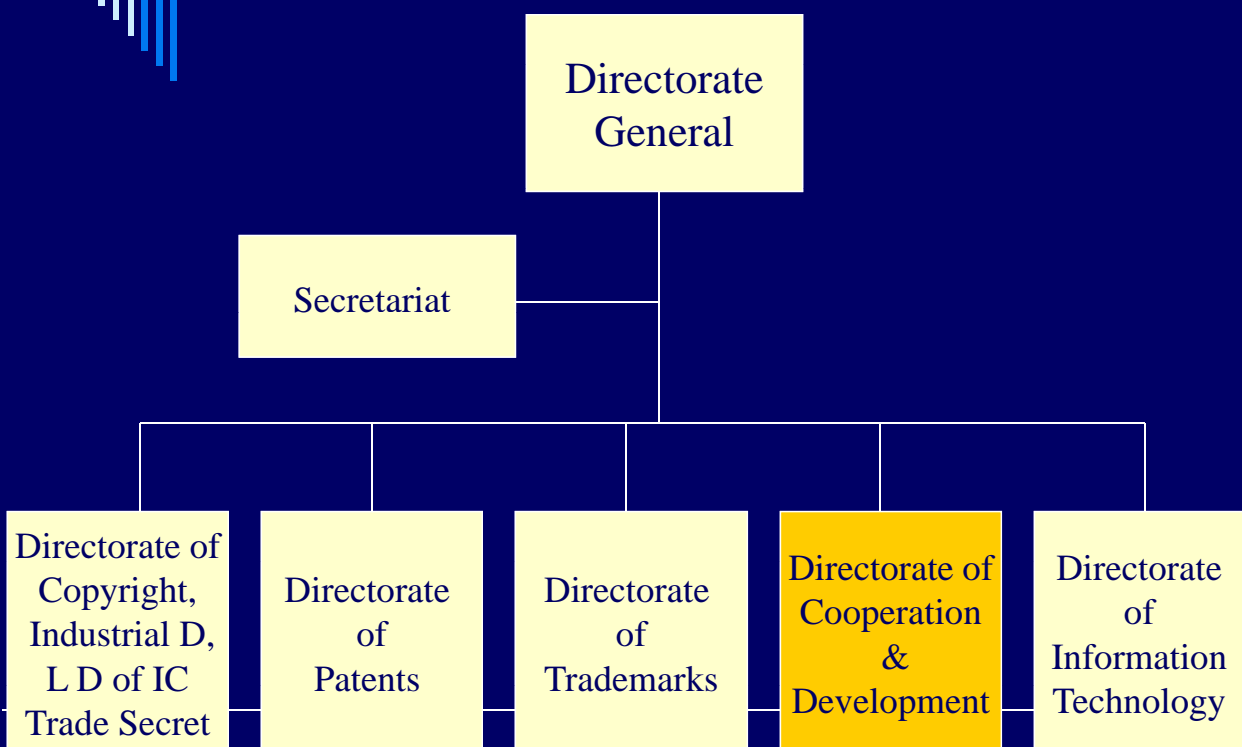 Directorate
General
Secretariat
Directorate of
Copyright,
Industrial D,
L D of IC
Trade Secret
Directorate
of
Patents
Directorate
of
Trademarks
Directorate of
Cooperation
&
Development
Directorate
of
Information
Technology